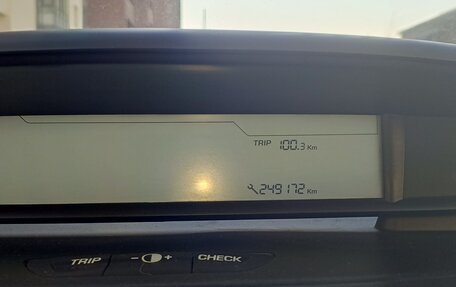 TRIP 100.3 Km
249172 Km
TRIP - + CHECK